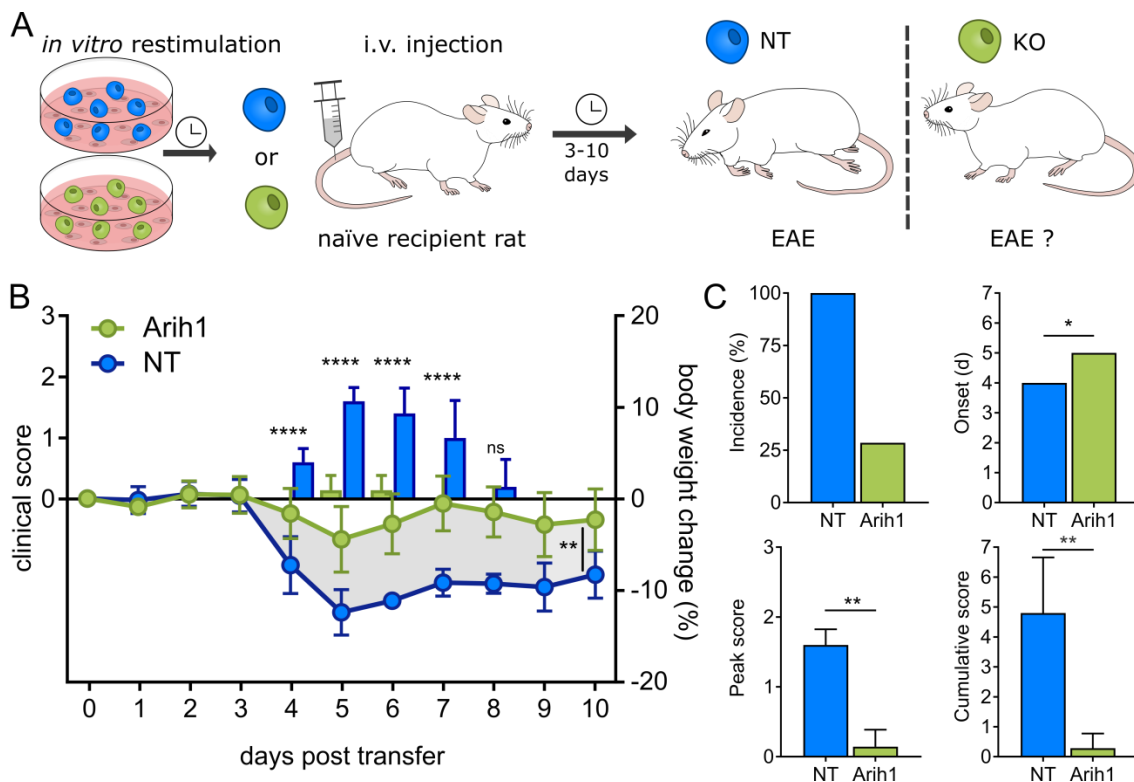 A
in vitro restimulation
i.v. injection
NT
KO
or
3-10
days
naïve recipient rat
EAE
EAE ?
B
Arih1
NT
clinical score
3
2
1
0
**** **** **** **** ns
**
20
10
0
-10
-20
body weight change (%)
0 1 2 3 4 5 6 7 8 9 10
days post transfer
C
Incidence (%)
100
75
50
25
0
NT Arih1
Onset (d)
7
6
5
4
3
2
1
0
*
NT Arih1
Peak score
3
2
1
0
**
NT Arih1
Cumulative score
7
6
5
4
3
2
1
0
**
NT Arih1